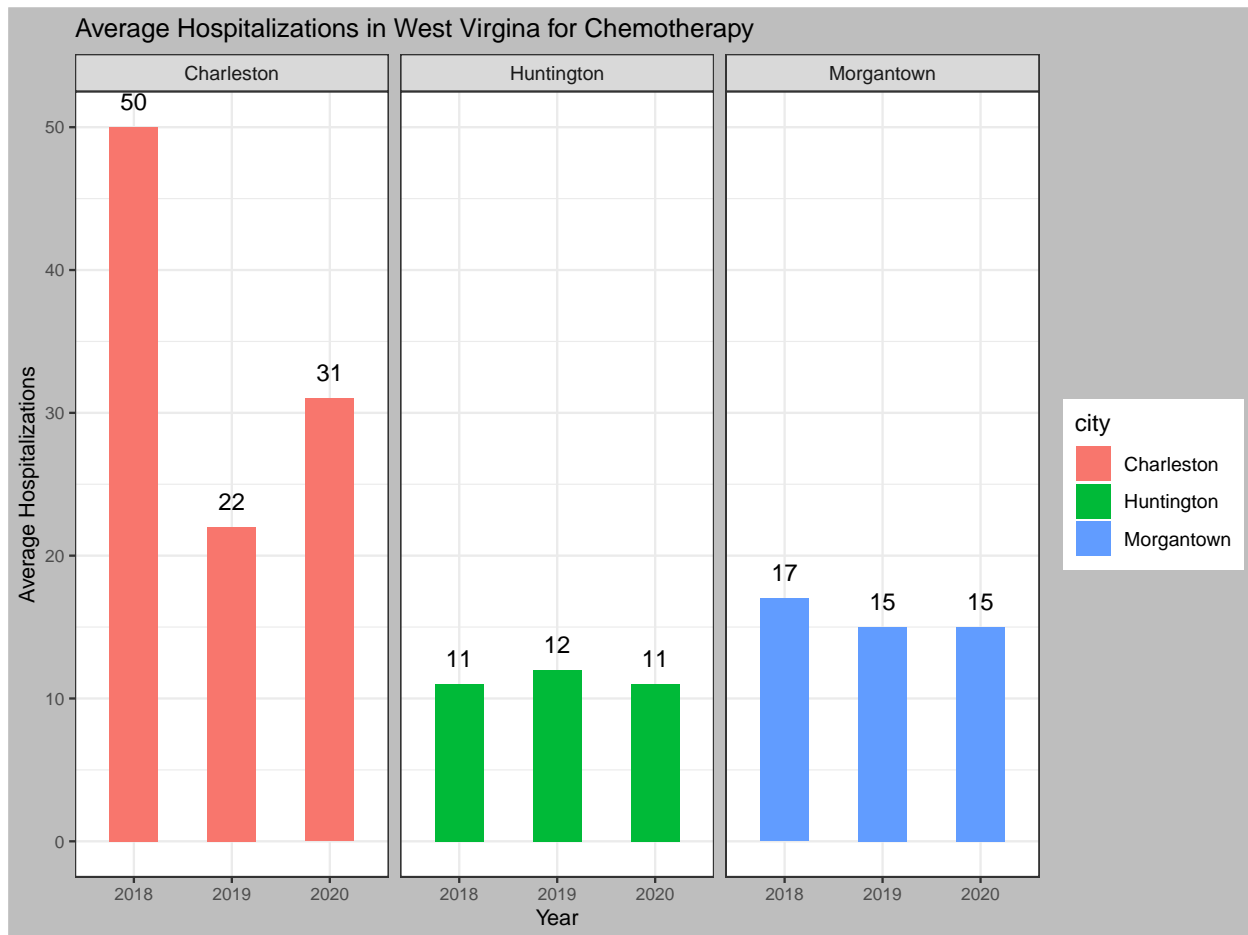 Average Hospitalizations in West Virgina for Chemotherapy
Charleston
Huntington
Morgantown
50
22
31
11
12
11
17
15
15
50
40
30
20
10
0
Average Hospitalizations
2018
2019
2020
2018
2019
2020
2018
2019
2020
Year
city
Charleston
Huntington
Morgantown